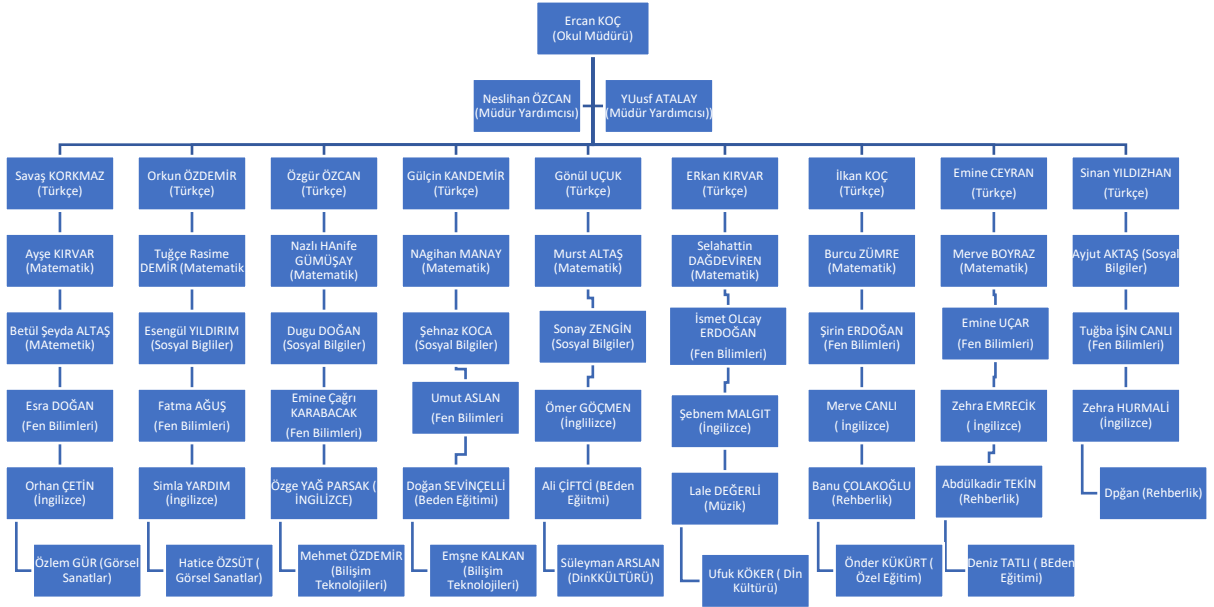 Ercan KOÇ
(Okul Müdürü)
Neslihan ÖZCAN
(Müdür Yardımcısı)
YUusf ATALAY
(Müdür Yardımcısı))
Savaş KORKMAZ
(Türkçe)
Orkun ÖZDEMİR
(Türkçe)
Özgür ÖZCAN
(Türkçe)
Gülçin KANDEMİR
(Türkçe)
Gönül UÇUK
(Türkçe)
ERkan KIRVAR
(Türkçe)
İlkan KOÇ
(Türkçe)
Emine CEYRAN
(Türkçe)
Sinan YILDIZHAN
(Türkçe)
Ayşe KIRVAR
(Matematik)
Tuğçe Rasime
DEMİR (Matematik
Nazlı HAnife
GÜMÜŞAY
(Matematik)
NAgihan MANAY
(Matematik)
Murst ALTAŞ
(Matematik)
Selahattin
DAĞDEVİREN
(Matematik)
Burcu ZÜMRE
(Matematik)
Merve BOYRAZ
(Matematik)
Ayjut AKTAŞ (Sosyal
Bilgiler)
Betül Şeyda ALTAŞ
(MAtemetik)
Esengül YILDIRIM
(Sosyal Bigliler)
Dugu DOĞAN
(Sosyal Bilgiler)
Şehnaz KOCA
(Sosyal Bilgiler)
Sonay ZENGİN
(Sosyal Bilgiler)
İsmet OLcay
ERDOĞAN
(Fen Bİlimleri)
Şirin ERDOĞAN
(Fen Bilimleri)
Emine UÇAR
(Fen Bilimleri)
Tuğba İŞİN CANLI
(Fen Bilimleri)
Esra DOĞAN
(Fen Bilimleri)
Fatma AĞUŞ
(Fen Bilimleri)
Emine Çağrı
KARABACAK
(Fen Bilimleri)
Umut ASLAN
(Fen Bilimleri
Ömer GÖÇMEN
(İnglilizce)
Şebnem MALGIT
(İngilizce)
Merve CANLI
( İngilizce)
Zehra EMRECİK
( İngilizce)
Zehra HURMALİ
(İngilizce)
Orhan ÇETİN
(İngilizce)
Simla YARDIM
(İngilizce)
Özge YAĞ PARSAK (
İNGİLİZCE)
Doğan SEVİNÇELLİ
(Beden Eğitimi)
Ali ÇİFTCİ (BEden
Eğiitmi)
Lale DEĞERLİ
(Müzik)
Banu ÇOLAKOĞLU
(Rehberlik)
Abdülkadir TEKİN
(Rehberlik)
Dpğan (Rehberlik)
Özlem GÜR (Görsel
Sanatlar)
Hatice ÖZSÜT (
Görsel Sanatlar)
Mehmet ÖZDEMİR
(Bilişim
Teknolojileri)
Emşne KALKAN
(Bilişim
Teknolojileri)
Süleyman ARSLAN
(DinKKÜLTÜRÜ)
Ufuk KÖKER ( Dİn
Kültürü)
Önder KÜKÜRT (
Özel Eğitim)
Deniz TATLI ( BEden
Eğitimi)